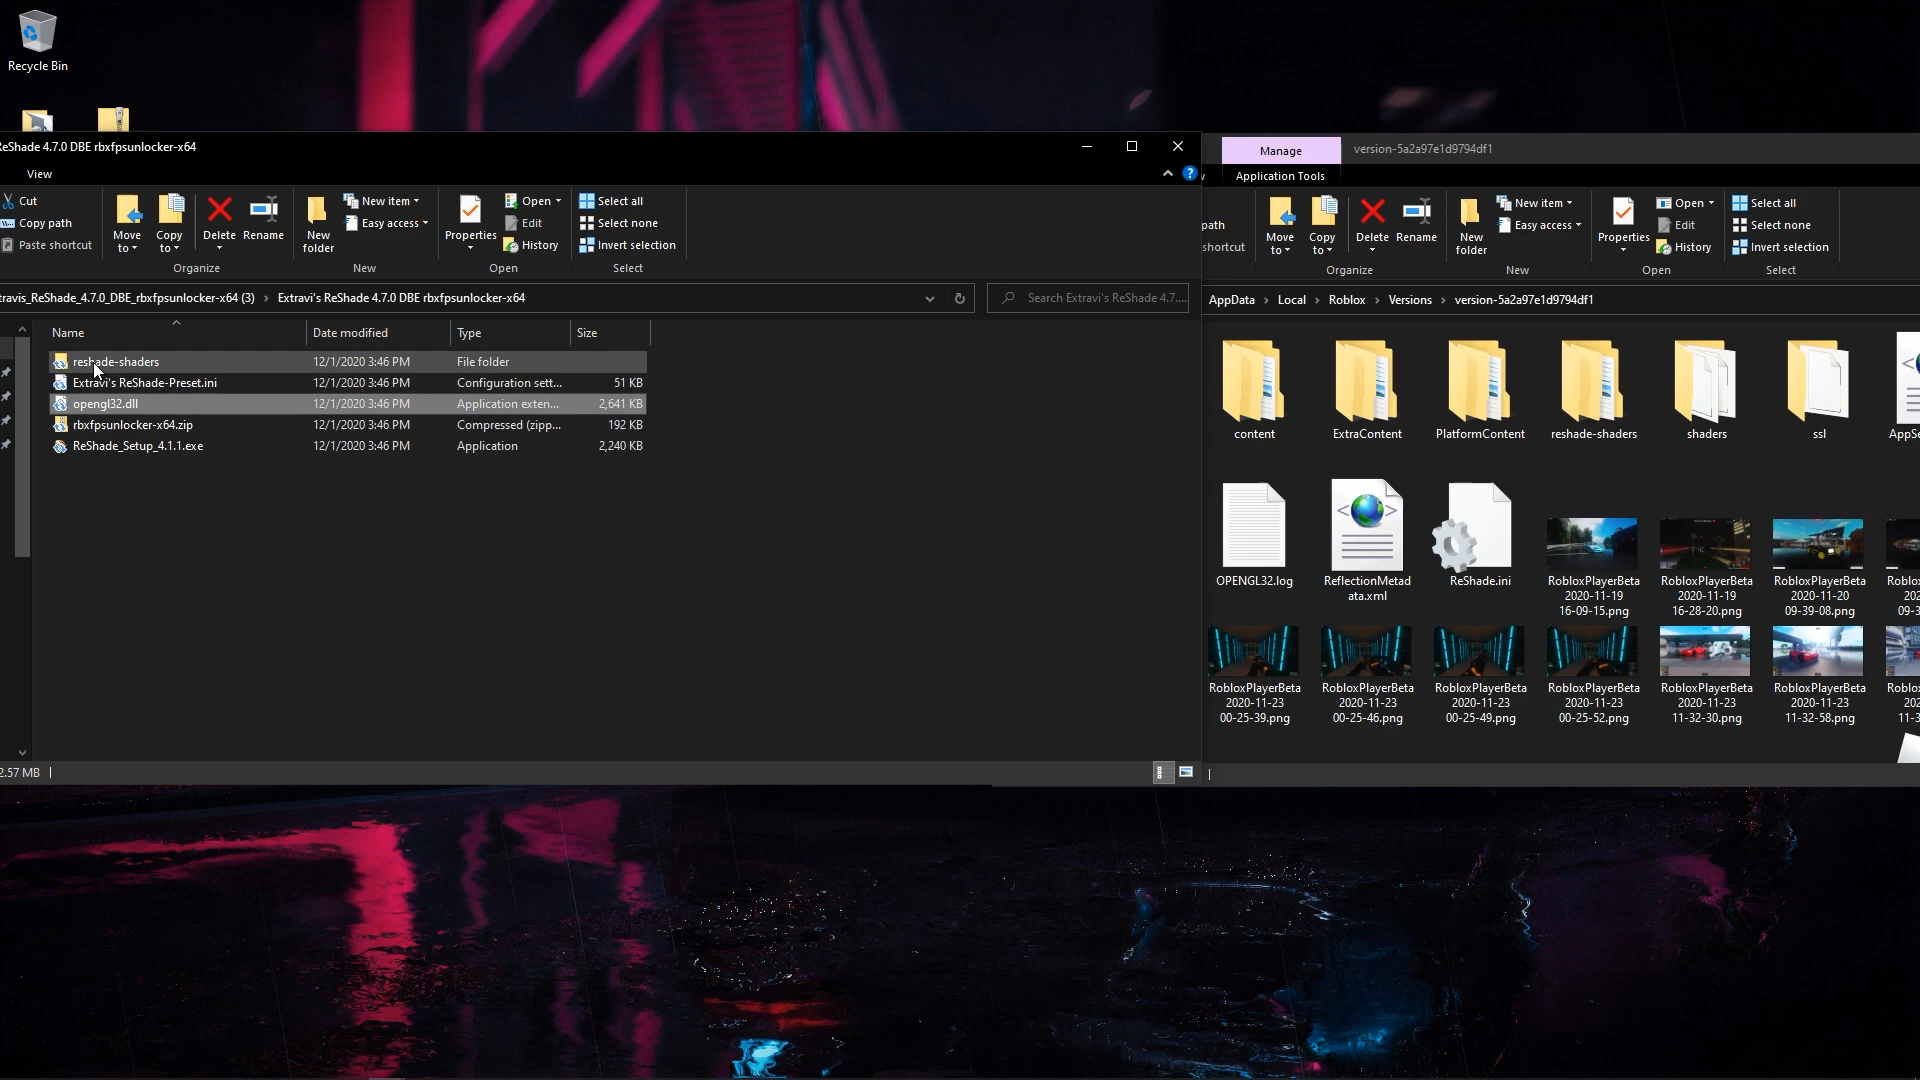 Recycle Bin
eShade 4.7.0 DBE rbxfpsunlocker-x64
View
Cut
Copy path
Paste shortcut
Move to
Copy to
Delete
Rename
Organize
New folder
New item
Easy access
New
Properties
Open
Edit
History
Open
Select all
Select none
Invert selection
Select
travis_ReShade_4.7.0_DBE_rbxfpsunlocker-x64 (3) > Extravi's ReShade 4.7.0 DBE rbxfpsunlocker-x64
Search Extravi's ReShade 4.7....
Name Date modified Type Size
reshade-shaders 12/1/2020 3:46 PM File folder
Extravi's ReShade-Preset.ini 12/1/2020 3:46 PM Configuration sett... 51 KB
opengl32.dll 12/1/2020 3:46 PM Application exten... 2,641 KB
rbxfpsunlocker-x64.zip 12/1/2020 3:46 PM Compressed (zipp... 192 KB
ReShade_Setup_4.1.1.exe 12/1/2020 3:46 PM Application 2,240 KB
2.57 MB
Manage
version-5a2a97e1d9794df1
Application Tools
path
shortcut
Move to
Copy to
Delete
Rename
Organize
New folder
New item
Easy access
New
Properties
Open
Edit
History
Open
Select all
Select none
Invert selection
Select
AppData > Local > Roblox > Versions > version-5a2a97e1d9794df1
content
ExtraContent
PlatformContent
reshade-shaders
shaders
ssl
AppSe
OPENGL32.log
ReflectionMetad
ata.xml
ReShade.ini
RobloxPlayerBeta
2020-11-19
16-09-15.png
RobloxPlayerBeta
2020-11-19
16-28-20.png
RobloxPlayerBeta
2020-11-20
09-39-08.png
Roblo
202
09-3
RobloxPlayerBeta
2020-11-23
00-25-39.png
RobloxPlayerBeta
2020-11-23
00-25-46.png
RobloxPlayerBeta
2020-11-23
00-25-49.png
RobloxPlayerBeta
2020-11-23
00-25-52.png
RobloxPlayerBeta
2020-11-23
11-32-30.png
RobloxPlayerBeta
2020-11-23
11-32-58.png
Roblo
202
11-3